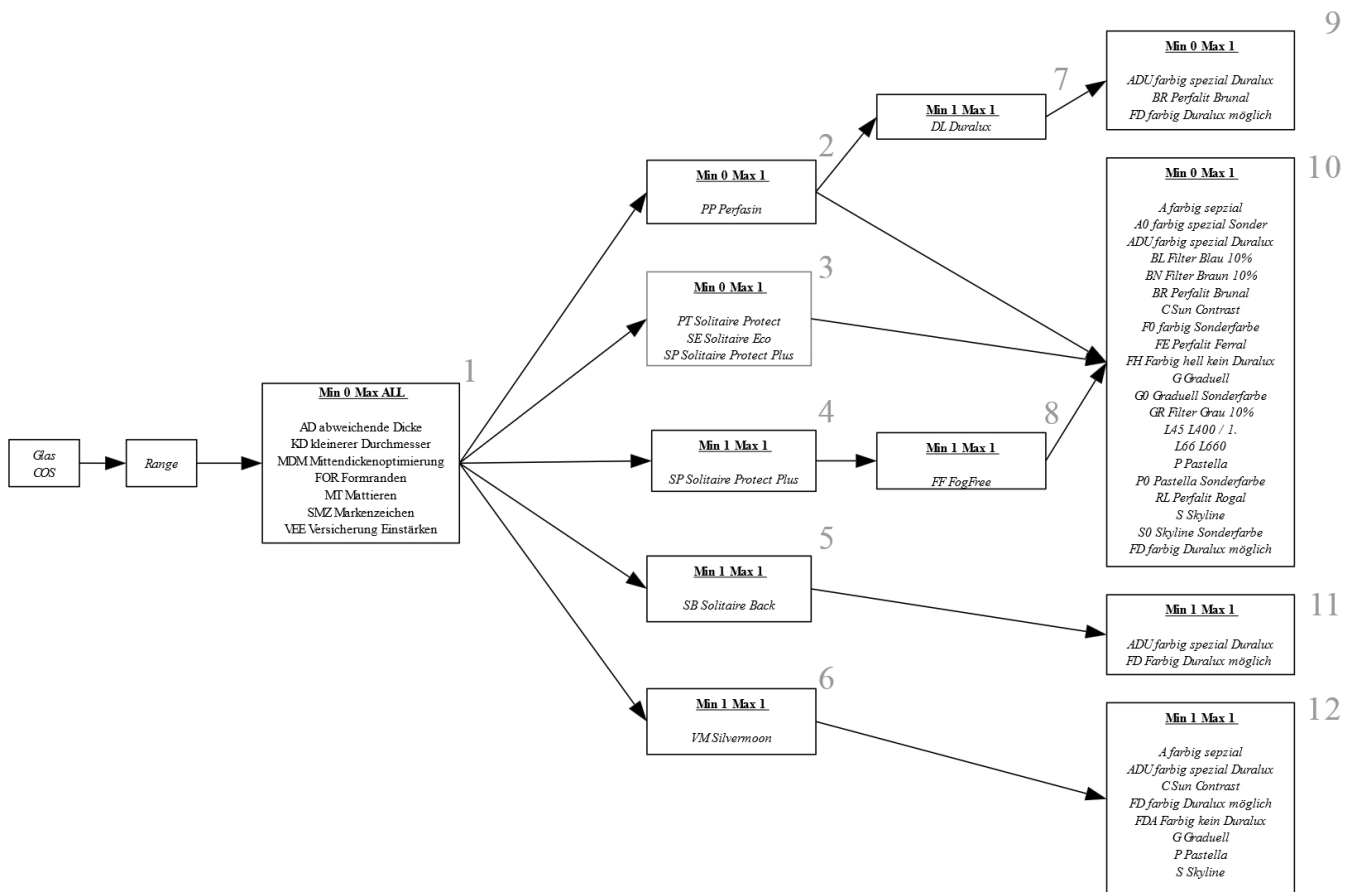 Glas
COS
Range
1
Min 0 Max ALL
AD abweichende Dicke
KD kleinerer Durchmesser
MDM Mittendickenoptimierung
FOR Formranden
MT Mattieren
SMZ Markenzeichen
VEE Versicherung Einstärken
2
Min 0 Max 1
PP Perfasin
3
Min 0 Max 1
PT Solitaire Protect
SE Solitaire Eco
SP Solitaire Protect Plus
4
Min 1 Max 1
SP Solitaire Protect Plus
5
Min 1 Max 1
SB Solitaire Back
6
Min 1 Max 1
VM Silvermoon
7
Min 1 Max 1
DL Duralux
8
Min 1 Max 1
FF FogFree
9
Min 0 Max 1
ADU farbig spezial Duralux
BR Perfalit Brunal
FD farbig Duralux möglich
10
Min 0 Max 1
A farbig sepzial
A0 farbig spezial Sonder
ADU farbig spezial Duralux
BL Filter Blau 10%
BN Filter Braun 10%
BR Perfalit Brunal
C Sun Contrast
F0 farbig Sonderfarbe
FE Perfalit Ferral
FH Farbig hell kein Duralux
G Graduell
G0 Graduell Sonderfarbe
GR Filter Grau 10%
L45 L400 / 1.
L66 L660
P Pastella
P0 Pastella Sonderfarbe
RL Perfalit Rogal
S Skyline
S0 Skyline Sonderfarbe
FD farbig Duralux möglich
11
Min 1 Max 1
ADU farbig spezial Duralux
FD Farbig Duralux möglich
12
Min 1 Max 1
A farbig sepzial
ADU farbig spezial Duralux
C Sun Contrast
FD farbig Duralux möglich
FDA Farbig kein Duralux
G Graduell
P Pastella
S Skyline